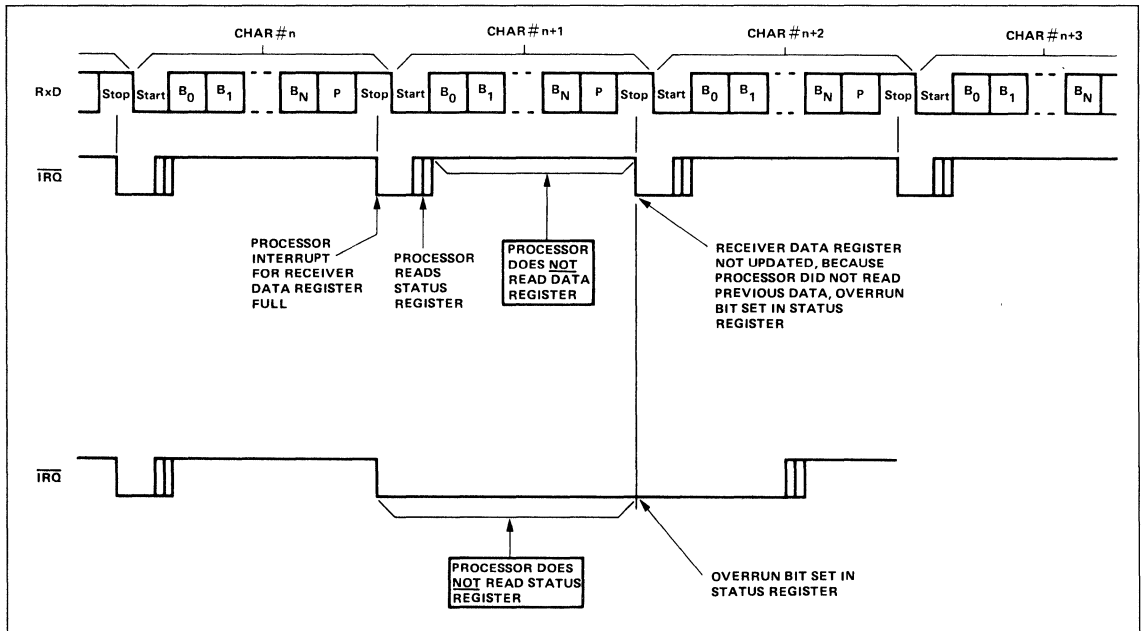 CHAR#n CHAR#n+1 CHAR#n+2 CHAR#n+3
RxD Stop Start B0 B1 BN P Stop Start B0 B1 BN P Stop Start B0 B1 BN P Stop Start B0 B1 BN
IRQ
PROCESSOR
INTERRUPT
FOR RECEIVER
DATA REGISTER
FULL
PROCESSOR
READS
STATUS
REGISTER
PROCESSOR
DOES NOT
READ DATA
REGISTER
RECEIVER DATA REGISTER
NOT UPDATED, BECAUSE
PROCESSOR DID NOT READ
PREVIOUS DATA, OVERRUN
BIT SET IN STATUS
REGISTER
IRQ
PROCESSOR DOES
NOT READ STATUS
REGISTER
OVERRUN BIT SET IN
STATUS REGISTER